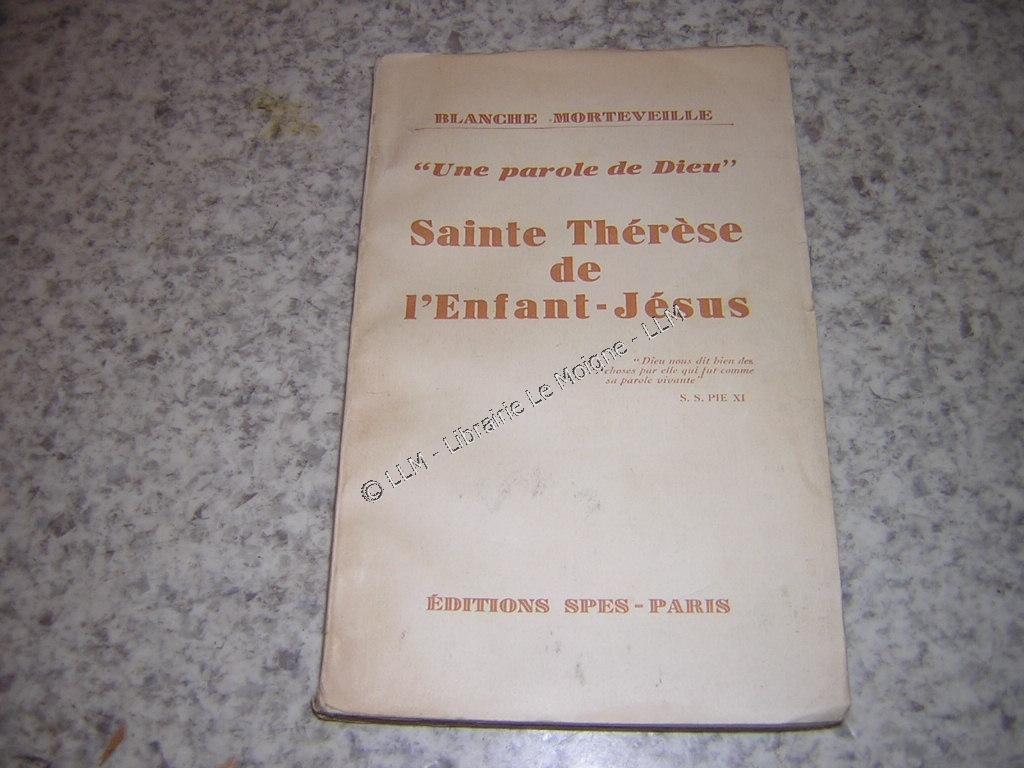 BLANCHE MORTEVEILLE
“Une parole de Dieu”
Sainte Thérèse
de
l'Enfant-Jésus
“Dieu nous dit bien des
choses par elle qui fut comme
sa parole vivante”
S. S. PIE XI
© LLM - Librairie Le Moigne - LLM
ÉDITIONS SPES - PARIS